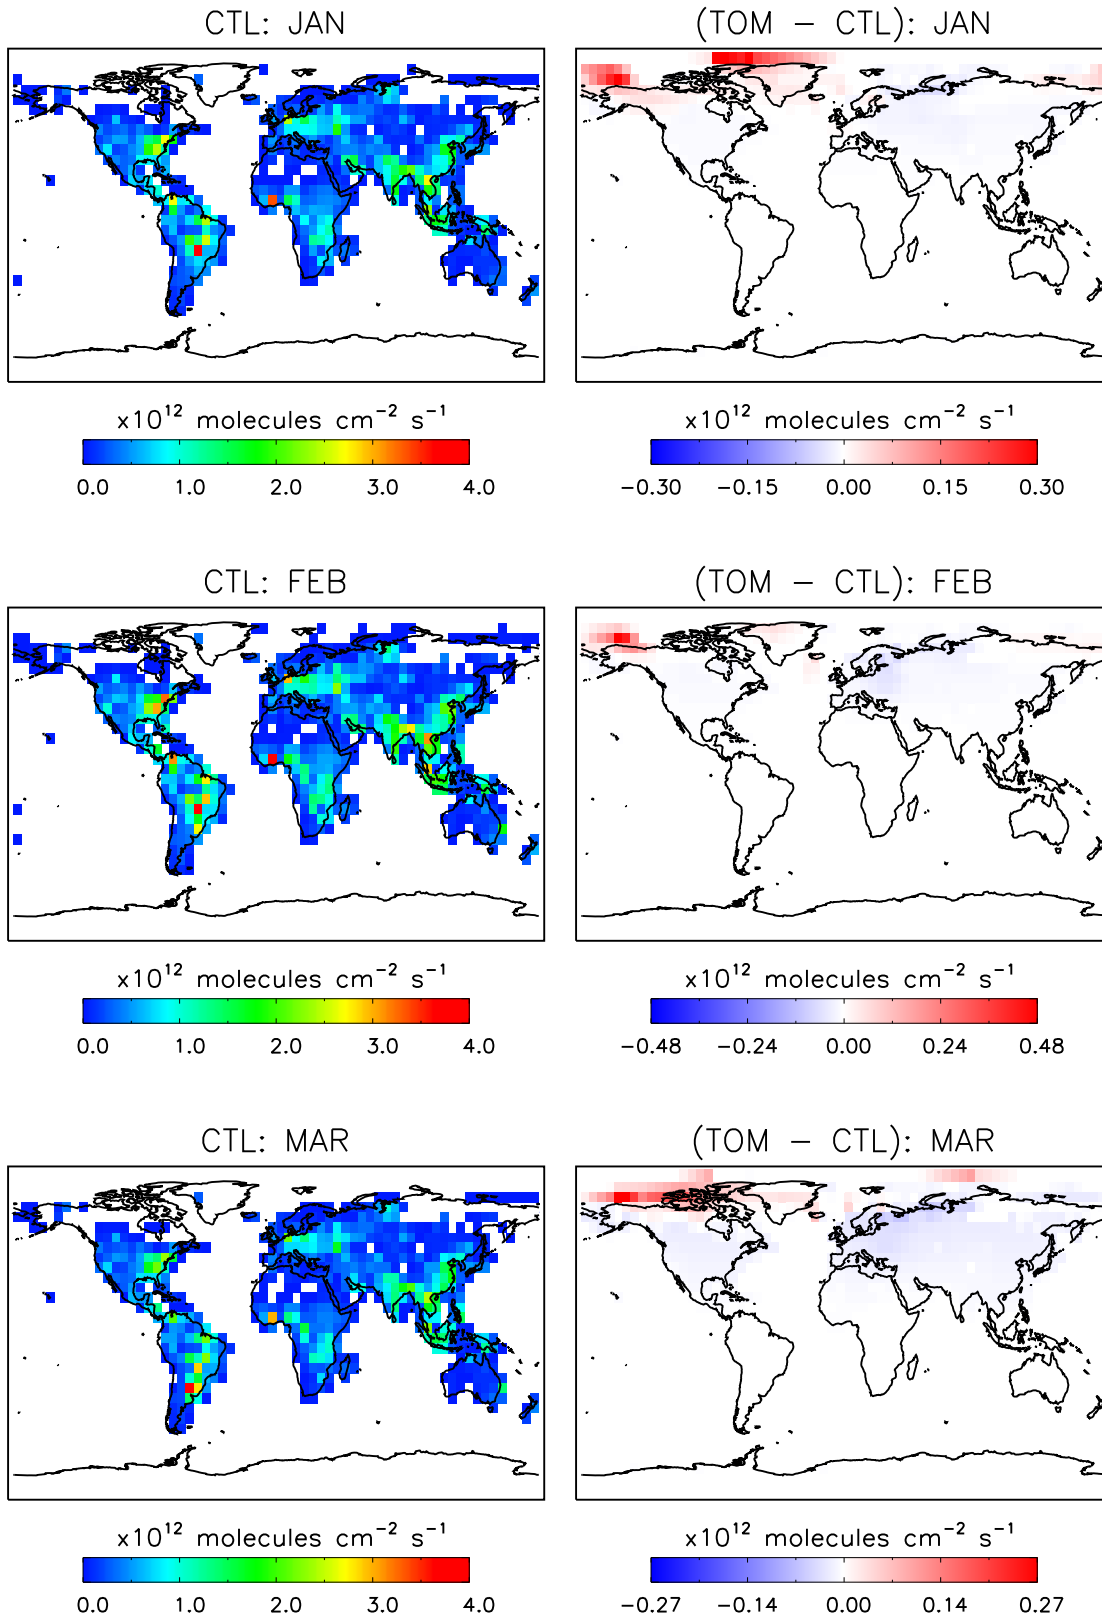 CTL: JAN
(TOM − CTL): JAN
x10¹² molecules cm⁻² s⁻¹
x10¹² molecules cm⁻² s⁻¹
0.0 1.0 2.0 3.0 4.0
−0.30 −0.15 0.00 0.15 0.30
CTL: FEB
(TOM − CTL): FEB
x10¹² molecules cm⁻² s⁻¹
x10¹² molecules cm⁻² s⁻¹
0.0 1.0 2.0 3.0 4.0
−0.48 −0.24 0.00 0.24 0.48
CTL: MAR
(TOM − CTL): MAR
x10¹² molecules cm⁻² s⁻¹
x10¹² molecules cm⁻² s⁻¹
0.0 1.0 2.0 3.0 4.0
−0.27 −0.14 0.00 0.14 0.27